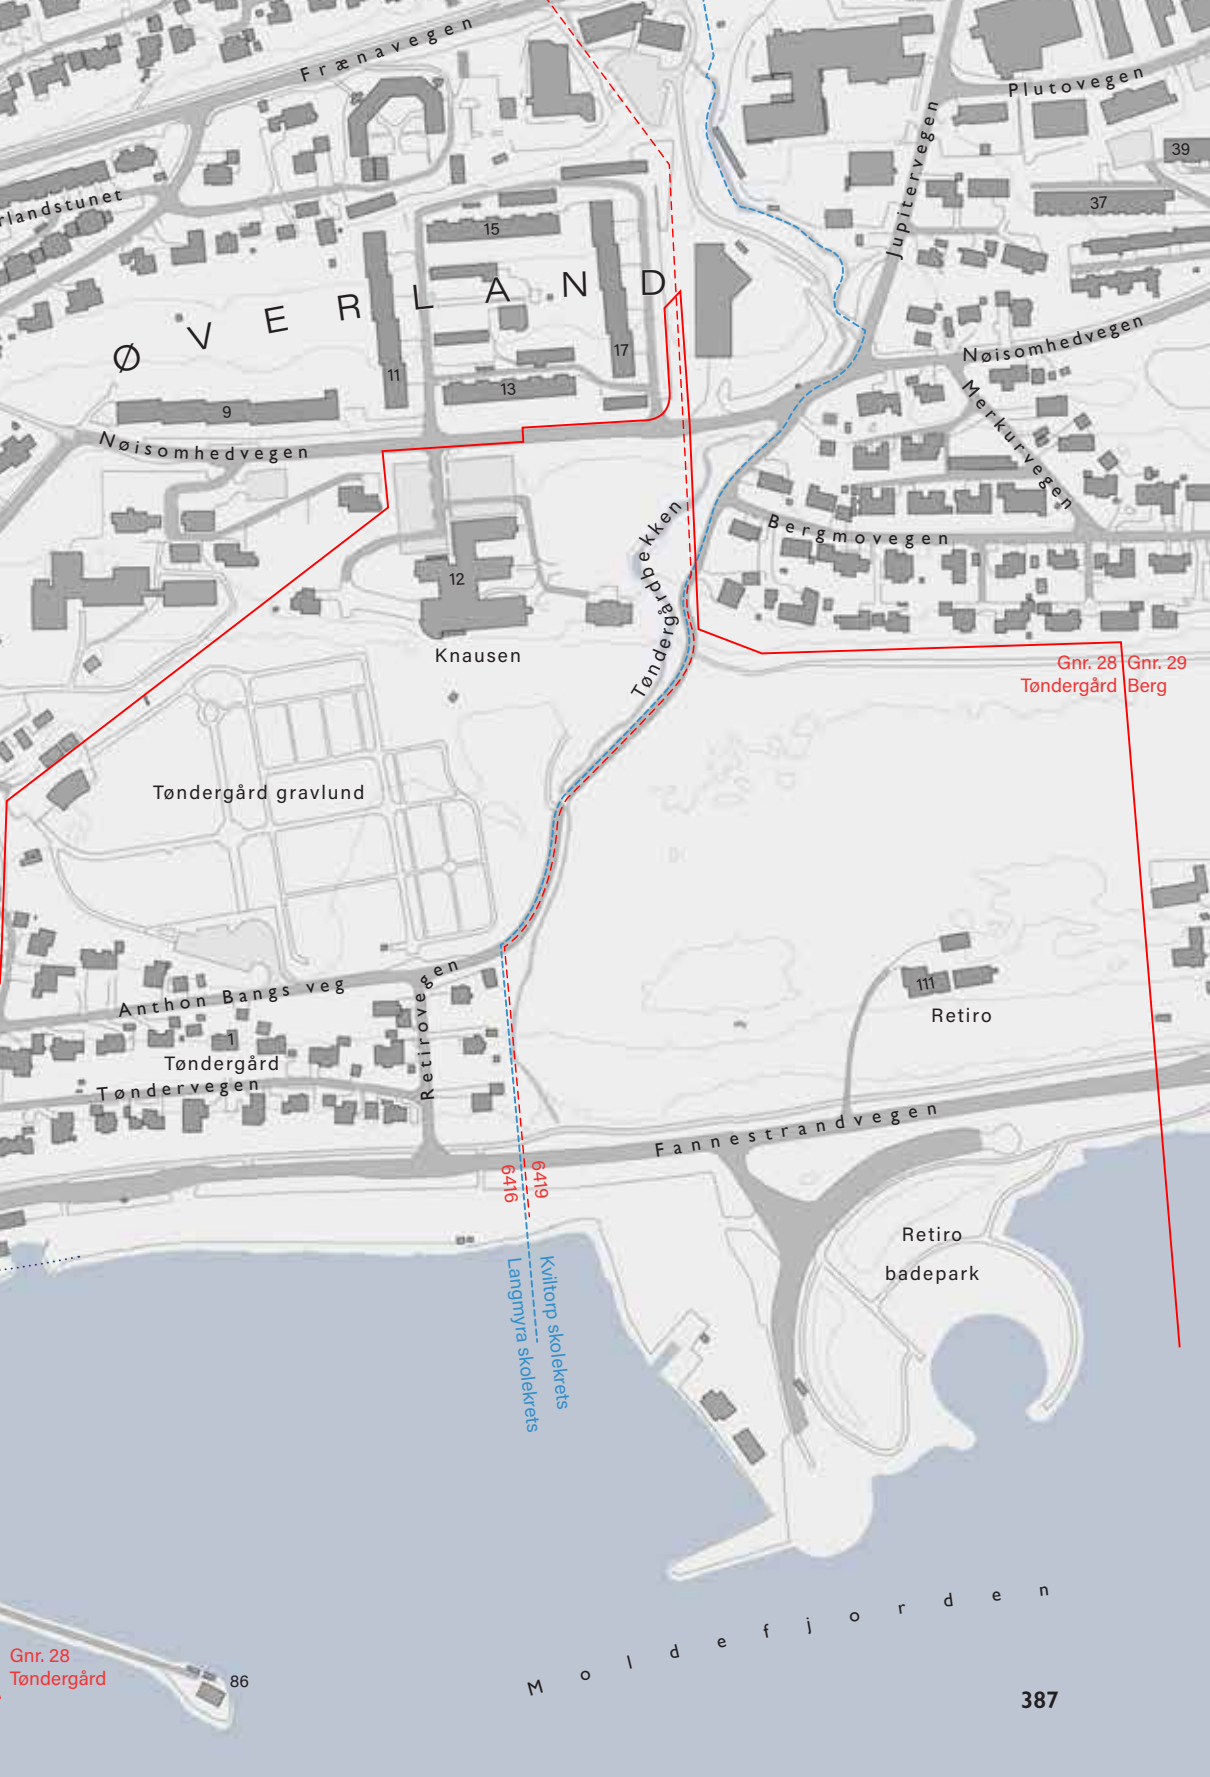 Frænavegen
Plutovegen
Jupitervegen
39
37
rlandstunet
15
ØVERLAND
17
11
13
9
Nøisomhedvegen
Nøisomhedvegen
Merkurvegen
Bergmovegen
Tøndergårdbekken
12
Knausen
Gnr. 28
Tøndergård
Gnr. 29
Berg
Tøndergård gravlund
111
Retiro
Anthon Bangs veg
Retirovegen
1
Tøndergård
Tøndervegen
Fannestrandvegen
6416
6419
Retiro
badepark
Kviltorp skolekrets
Langmyra skolekrets
Moldefjorden
Gnr. 28
Tøndergård
86
387